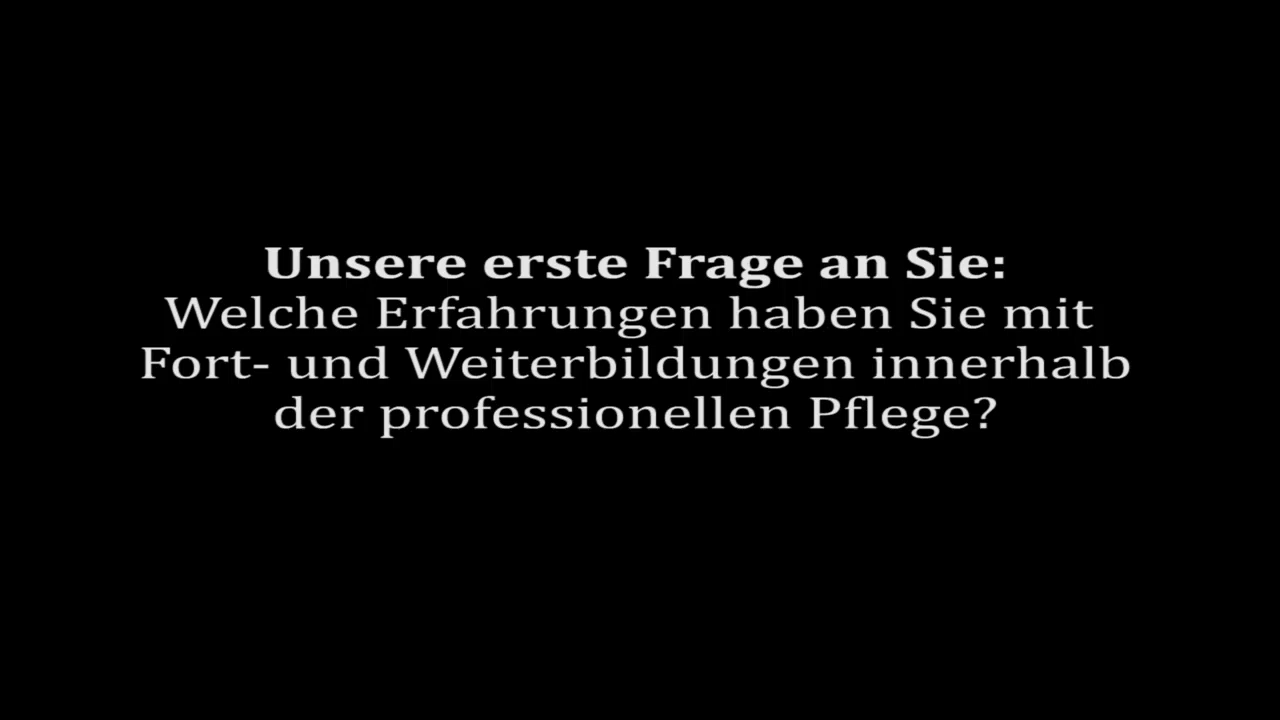 Unsere erste Frage an Sie:
Welche Erfahrungen haben Sie mit
Fort- und Weiterbildungen innerhalb
der professionellen Pflege?